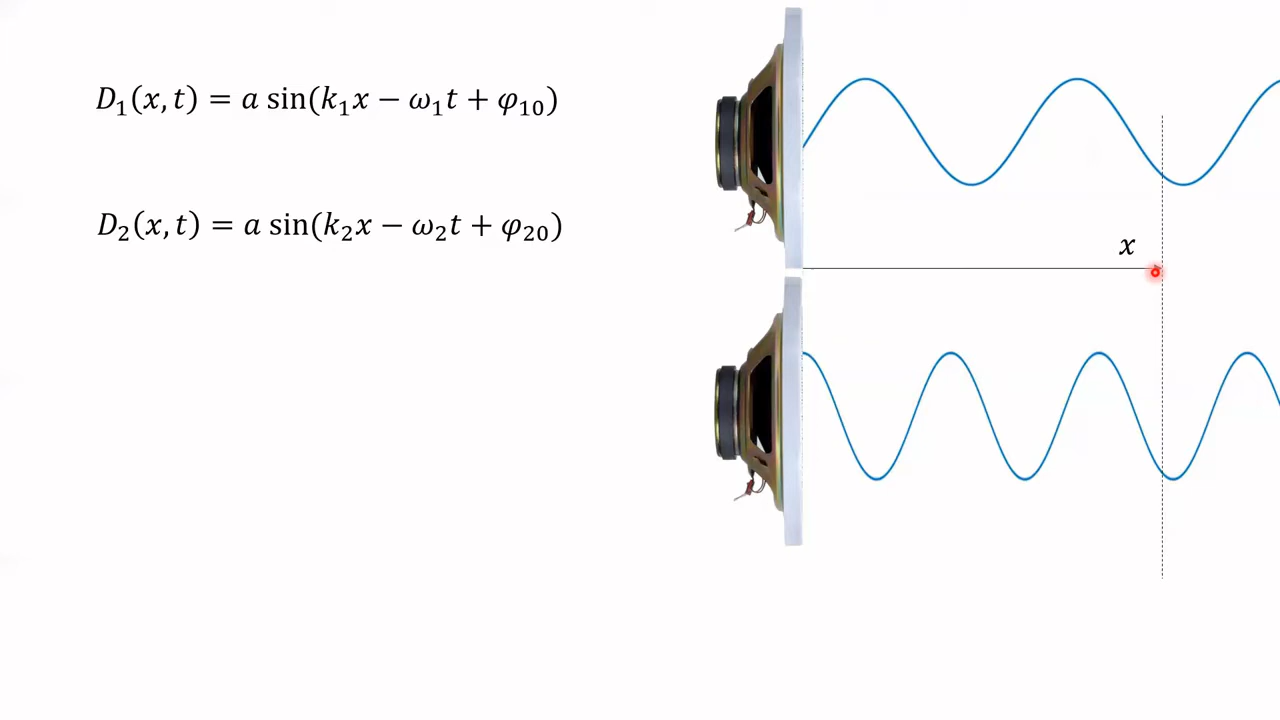 D₁(x, t) = a sin(k₁x − ω₁t + φ₁₀)
D₂(x, t) = a sin(k₂x − ω₂t + φ₂₀)
x